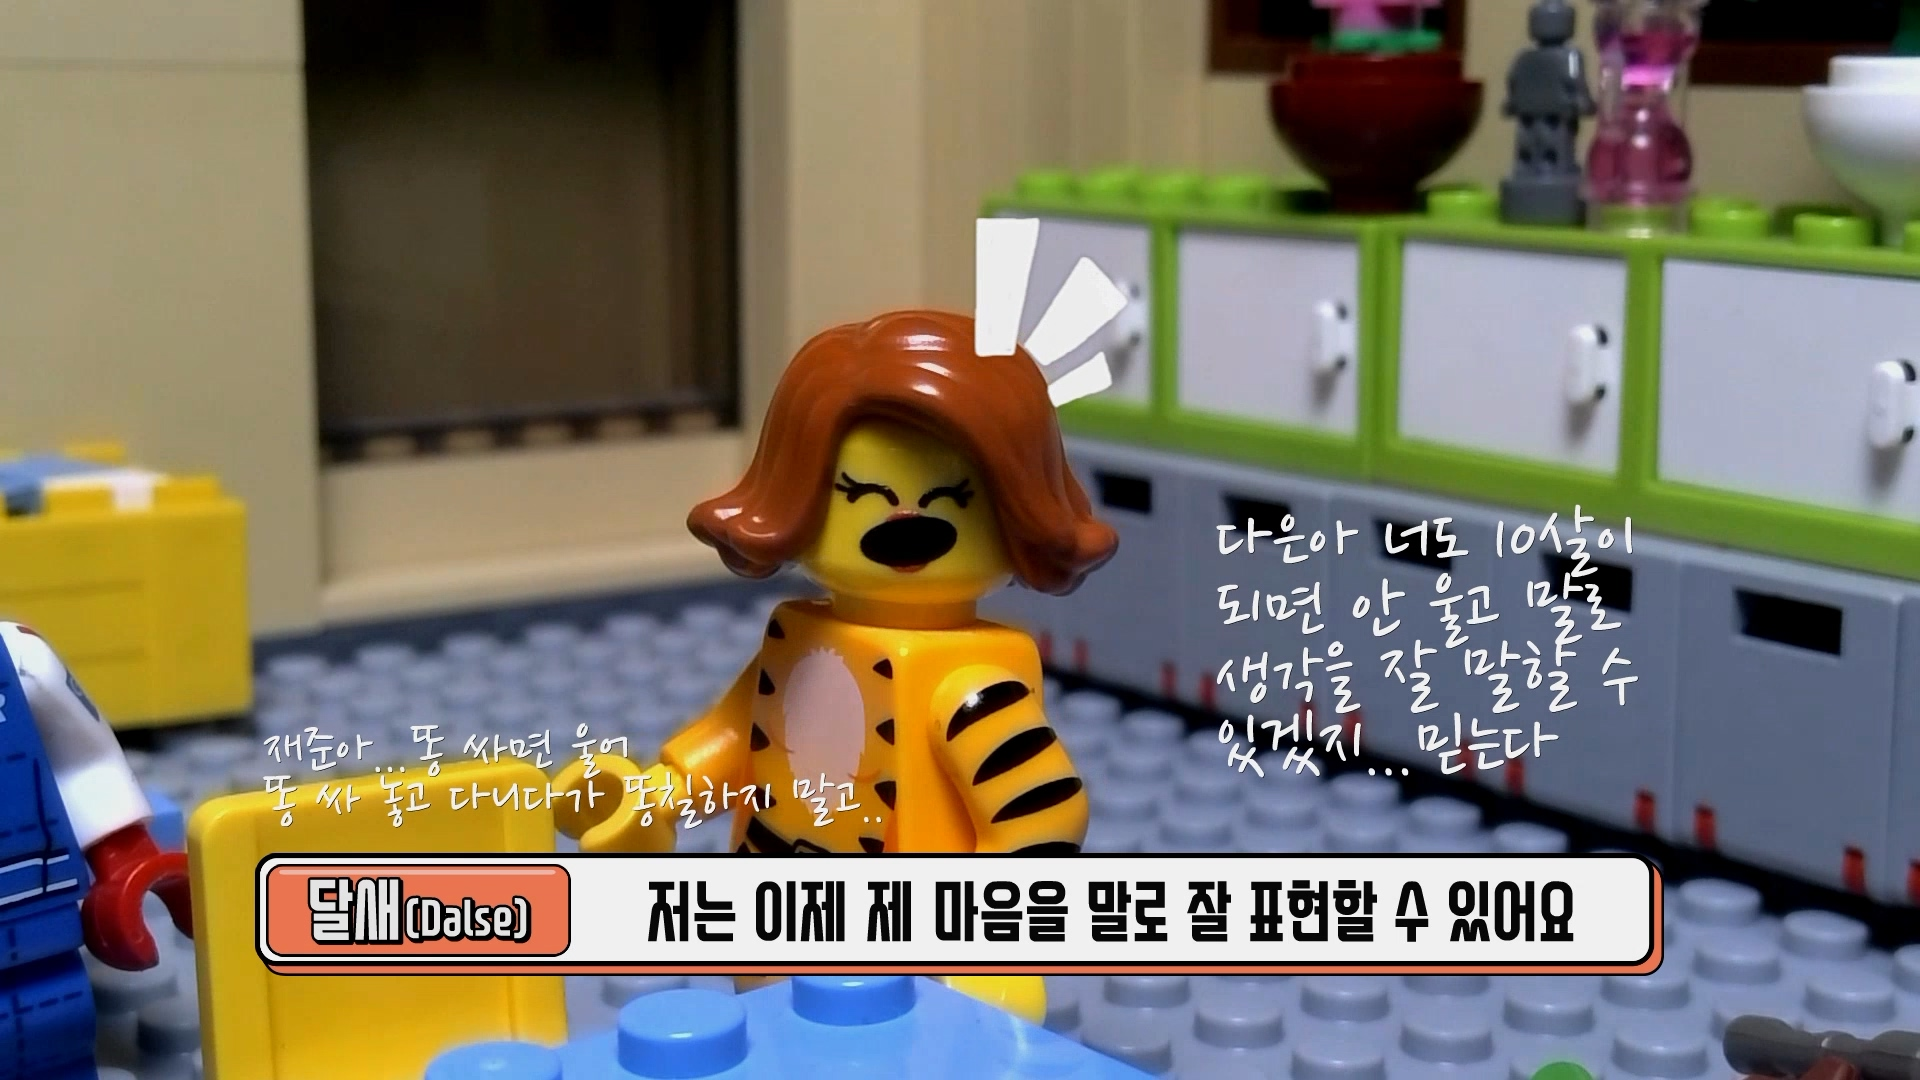 다은아 너도 10살이
되면 안 울고 말로
생각을 잘 말할 수
있겠지... 믿는다
재준아...똥 싸면 울어
똥 싸 놓고 다니다가 똥칠하지 말고..
달새(Dalse) 저는 이제 제 마음을 말로 잘 표현할 수 있어요